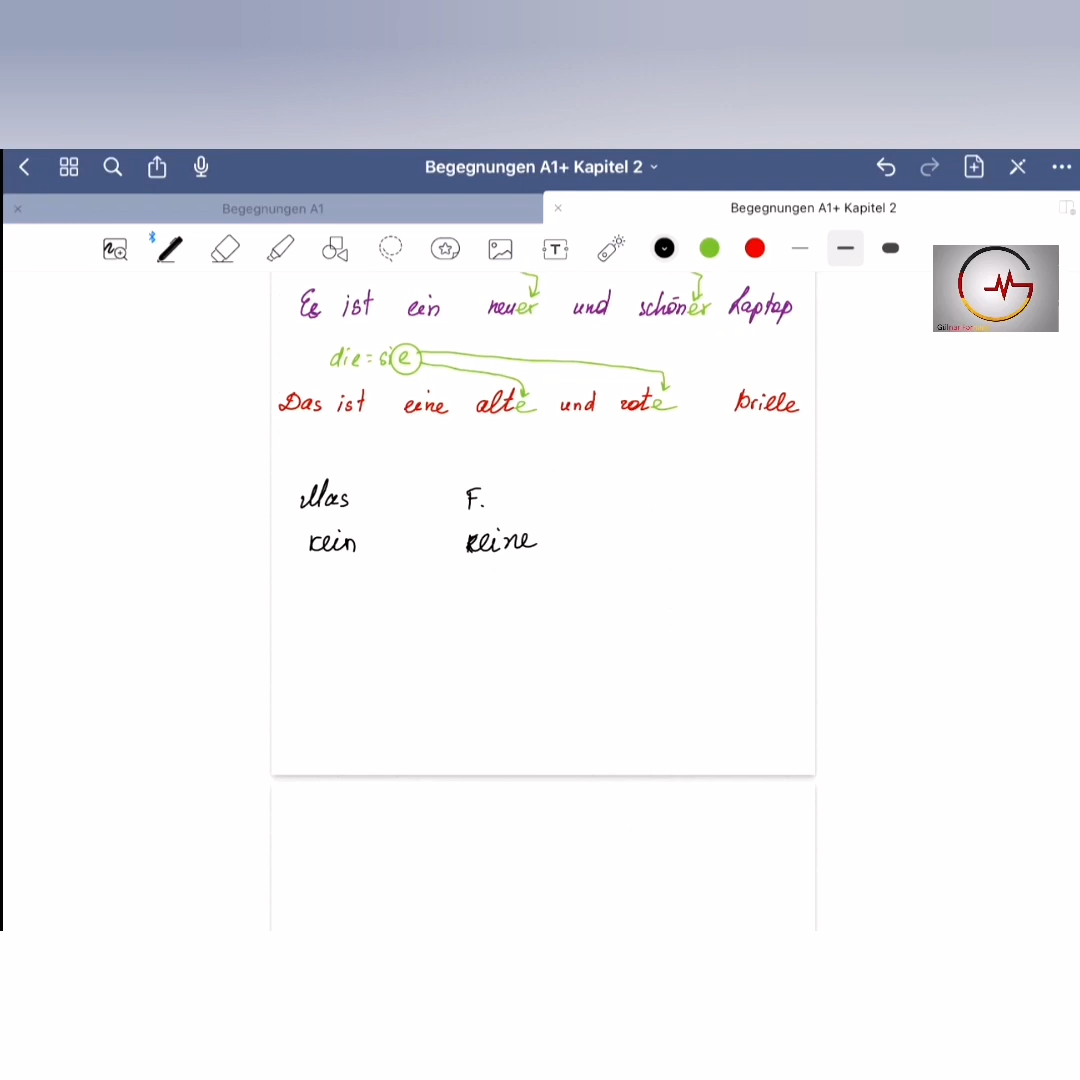 Begegnungen A1+ Kapitel 2
Begegnungen A1
Begegnungen A1+ Kapitel 2
T
Es ist ein neuer und schöner Laptop
die = sie
Das ist eine alte und rote Brille
Mas F.
kein keine